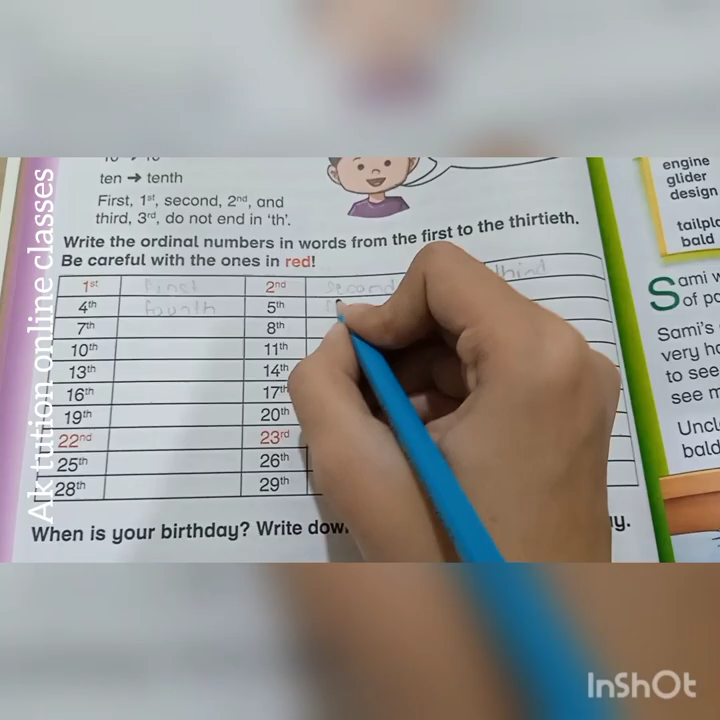 ten → tenth
First, 1st, second, 2nd, and
third, 3rd, do not end in 'th'.
Write the ordinal numbers in words from the first to the thirtieth.
Be careful with the ones in red!
1st first 2nd second third
4th fourth 5th
7th 8th
10th 11th
13th 14th
16th 17th
19th 20th
22nd 23rd
25th 26th
28th 29th
When is your birthday? Write
engine
glider
design
bald
Sami
of
Sami's
very
to see
see
bald
Ak tution online classes
InShOt